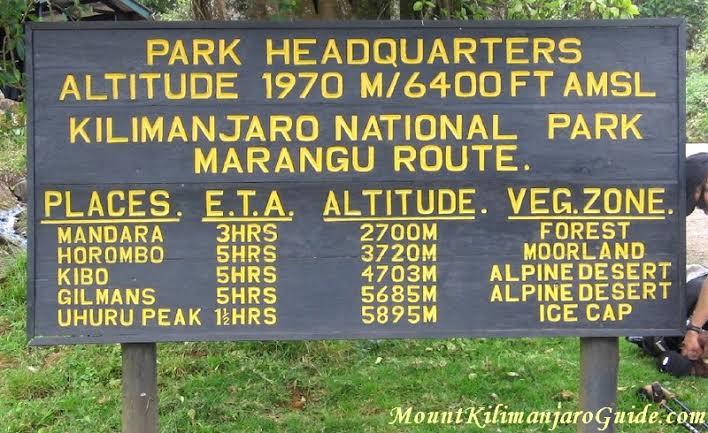 PARK HEADQUARTERS
ALTITUDE 1970 M/6400 FT AMSL
KILIMANJARO NATIONAL PARK
MARANGU ROUTE.
PLACES. E.T.A. ALTITUDE. VEG.ZONE.
MANDARA 3HRS 2700M FOREST
HOROMBO 5HRS 3720M MOORLAND
KIBO 5HRS 4703M ALPINE DESERT
GILMANS 5HRS 5685M ALPINE DESERT
UHURU PEAK 1½HRS 5895M ICE CAP
MountKilimanjaroGuide.com